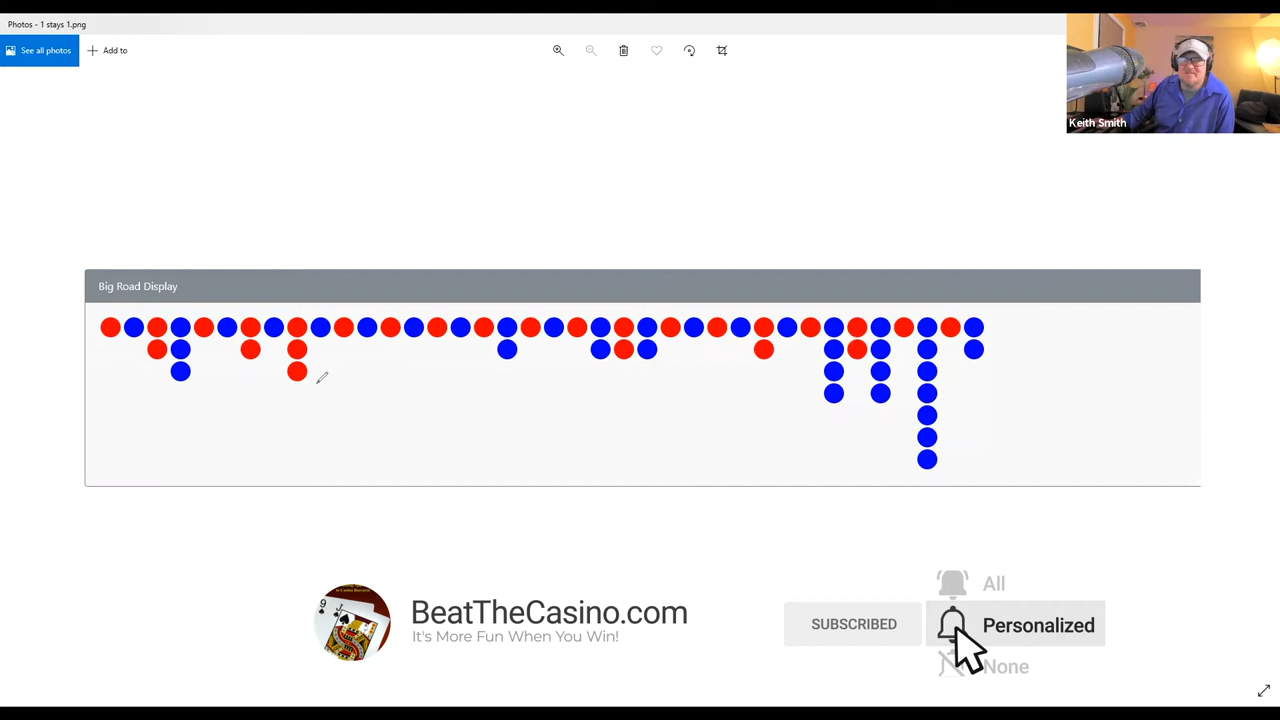 Photos - 1 stays 1.png
See all photos
Add to
Keith Smith
Big Road Display
BeatTheCasino.com
It's More Fun When You Win!
SUBSCRIBED
All
Personalized
None